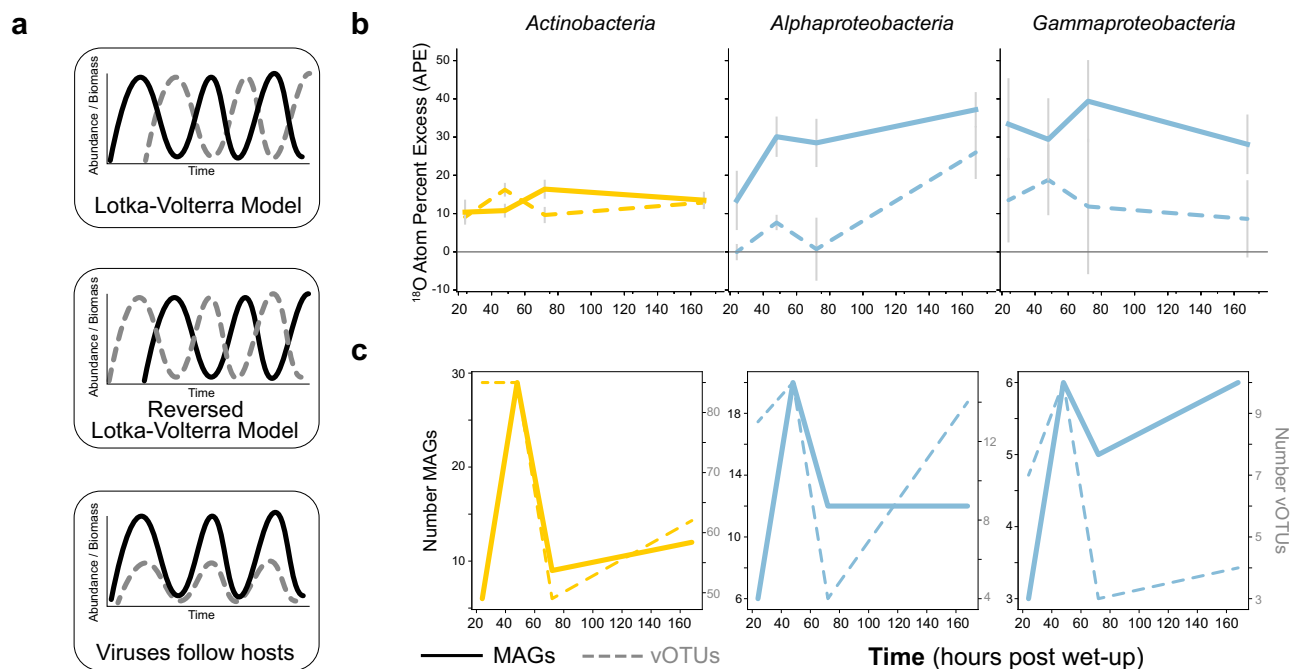 a
Abundance / Biomass
Time
Lotka-Volterra Model
Abundance / Biomass
Time
Reversed
Lotka-Volterra Model
Abundance / Biomass
Time
Viruses follow hosts
b
Actinobacteria
Alphaproteobacteria
Gammaproteobacteria
18O Atom Percent Excess (APE)
50
40
30
20
10
0
-10
20 40 60 80 100 120 140 160
20 40 60 80 100 120 140 160
20 40 60 80 100 120 140 160
c
Number MAGs
30
20
10
80
70
60
50
20 40 60 80 100 120 140 160
18
16
14
12
10
8
6
12
8
4
20 40 60 80 100 120 140 160
6
5
4
3
9
7
6
4
3
20 40 60 80 100 120 140 160
Number vOTUs
MAGs
vOTUs
Time (hours post wet-up)